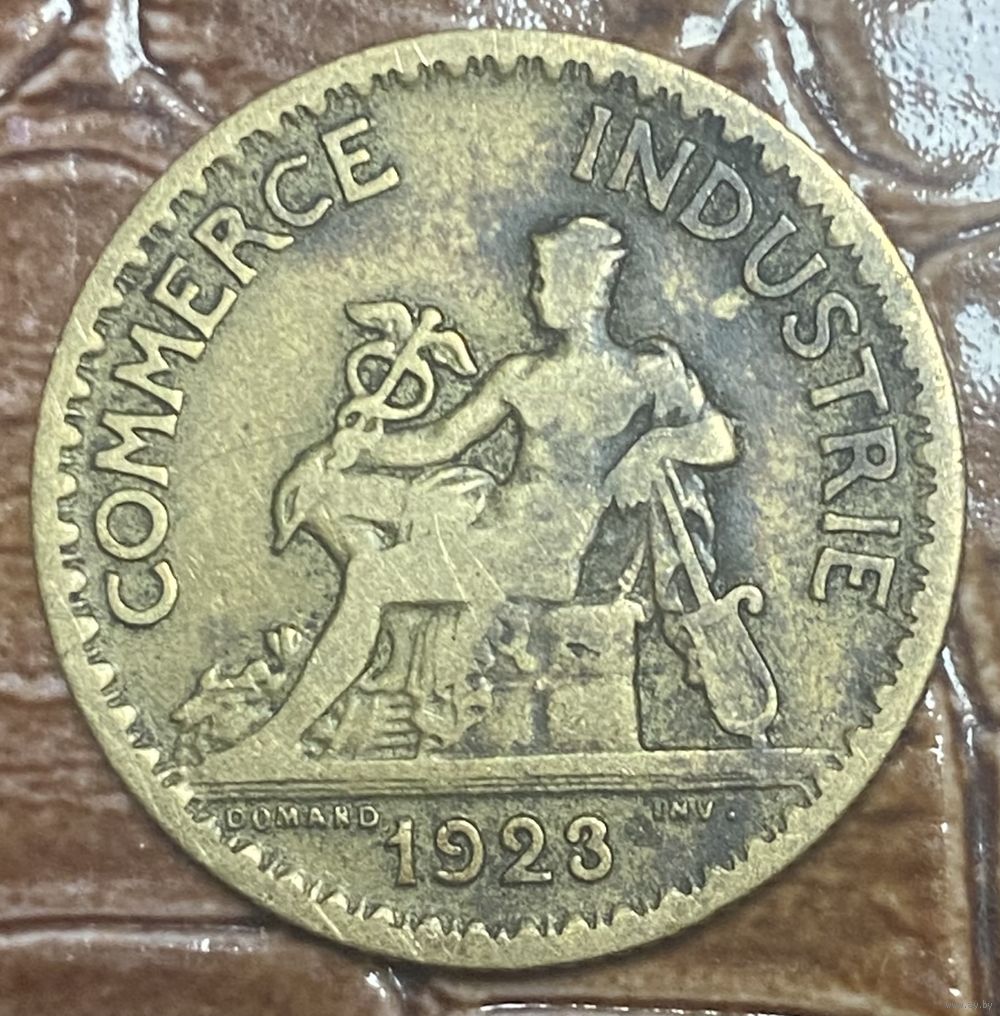 COMMERCE INDUSTRIE
DOMARD INV.
1923